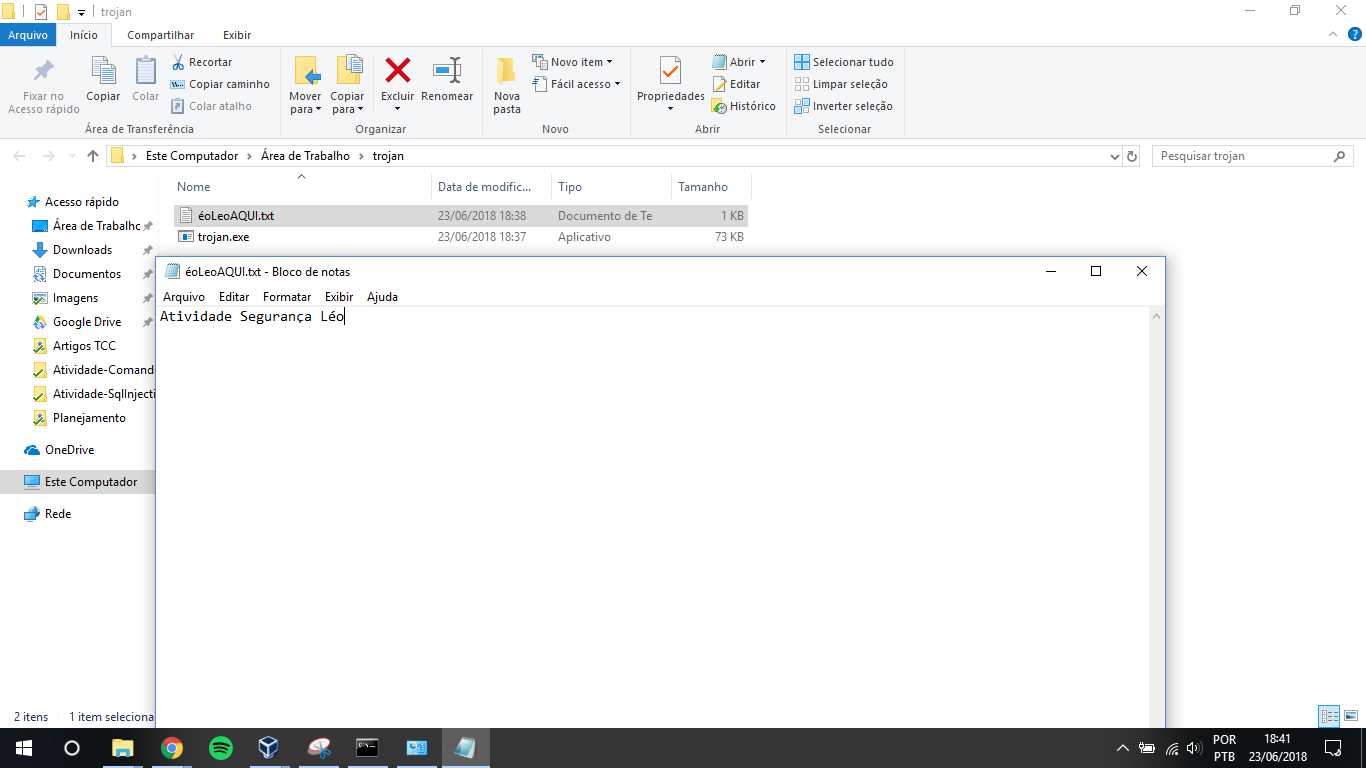 trojan
Arquivo
Início
Compartilhar
Exibir
Fixar no
Acesso rápido
Copiar
Colar
Recortar
Copiar caminho
Colar atalho
Área de Transferência
Mover
para
Copiar
para
Excluir
Renomear
Organizar
Nova
pasta
Novo item
Fácil acesso
Novo
Propriedades
Abrir
Editar
Histórico
Abrir
Selecionar tudo
Limpar seleção
Inverter seleção
Selecionar
Este Computador
Área de Trabalho
trojan
Pesquisar trojan
Nome
Data de modific...
Tipo
Tamanho
éoLeoAQUI.txt 23/06/2018 18:38 Documento de Te 1 KB
trojan.exe 23/06/2018 18:37 Aplicativo 73 KB
Acesso rápido
Área de Trabalhc
Downloads
Documentos
Imagens
Google Drive
Artigos TCC
Atividade-Comand
Atividade-SqlInjecti
Planejamento
OneDrive
Este Computador
Rede
éoLeoAQUI.txt - Bloco de notas
Arquivo Editar Formatar Exibir Ajuda
Atividade Segurança Léo
2 itens
1 item seleciona
POR
PTB
18:41
23/06/2018